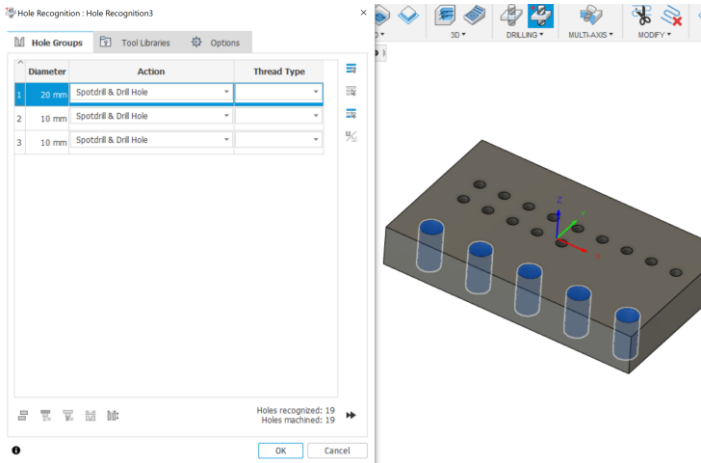 Hole Recognition : Hole Recognition3
Hole Groups
Tool Libraries
Options
Diameter Action Thread Type
1 20 mm Spotdrill & Drill Hole
2 10 mm Spotdrill & Drill Hole
3 10 mm Spotdrill & Drill Hole
Holes recognized: 19
Holes machined: 19
OK
Cancel
3D
DRILLING
MULTI-AXIS
MODIFY
Z
Y
X